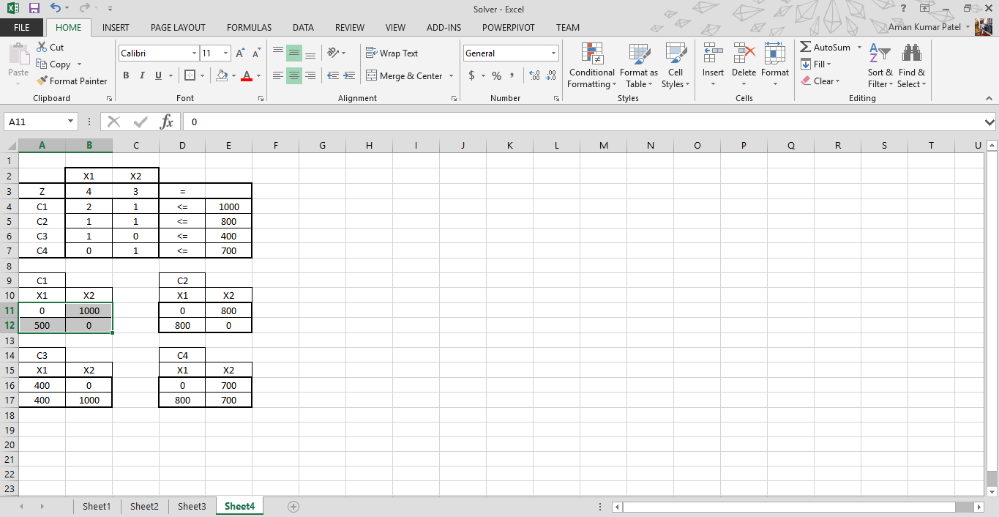 Solver - Excel
FILE HOME INSERT PAGE LAYOUT FORMULAS DATA REVIEW VIEW ADD-INS POWERPIVOT TEAM Aman Kumar Patel
Paste Cut Copy Format Painter
Calibri 11
B I U
Wrap Text
Merge & Center
General
$ % ,
Conditional Formatting Format as Table Cell Styles
Insert Delete Format
AutoSum Fill Clear
Sort & Filter Find & Select
Clipboard Font Alignment Number Styles Cells Editing
A11 fx 0
A B C D E F G H I J K L M N O P Q R S T U
1
2 X1 X2
3 Z 4 3 =
4 C1 2 1 <= 1000
5 C2 1 1 <= 800
6 C3 1 0 <= 400
7 C4 0 1 <= 700
8
9 C1 C2
10 X1 X2 X1 X2
11 0 1000 0 800
12 500 0 800 0
13
14 C3 C4
15 X1 X2 X1 X2
16 400 0 0 700
17 400 1000 800 700
18
19
20
21
22
23
Sheet1 Sheet2 Sheet3 Sheet4